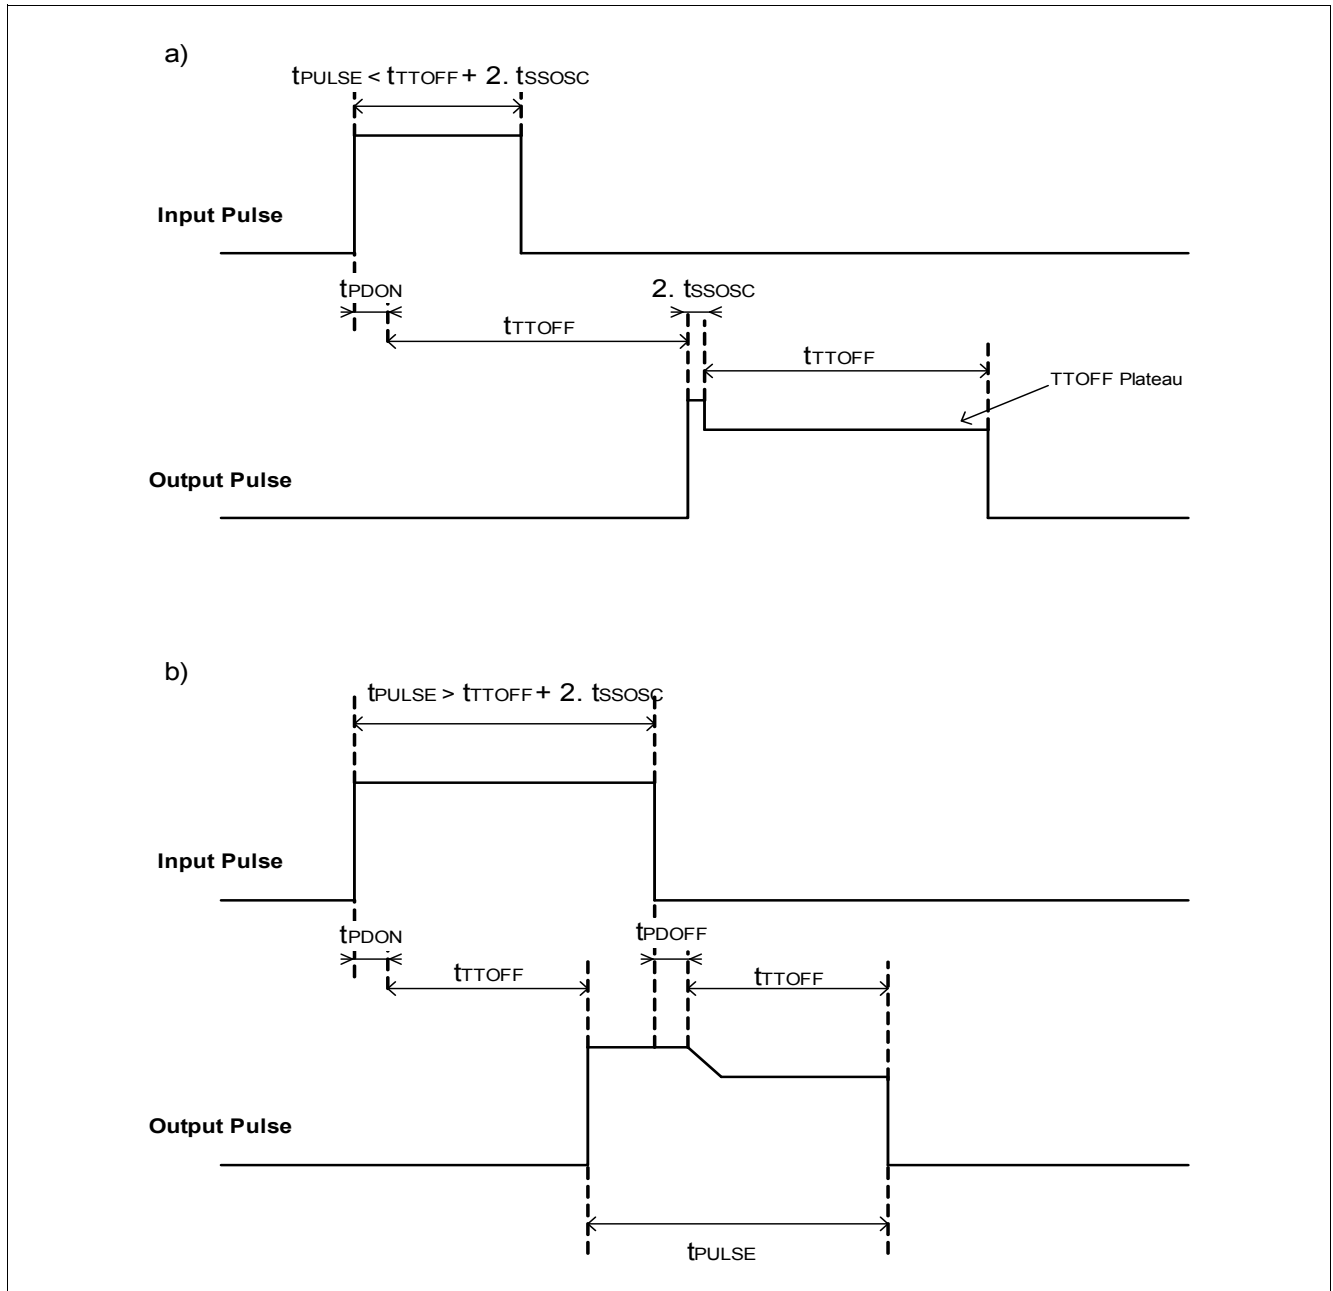 a)
tPULSE < tTTOFF + 2. tSSOSC
Input Pulse
tPDON
2. tSSOSC
tTTOFF
tTTOFF
TTOFF Plateau
Output Pulse
b)
tPULSE > tTTOFF + 2. tSSOSC
Input Pulse
tPDON
tPDOFF
tTTOFF
tTTOFF
Output Pulse
tPULSE